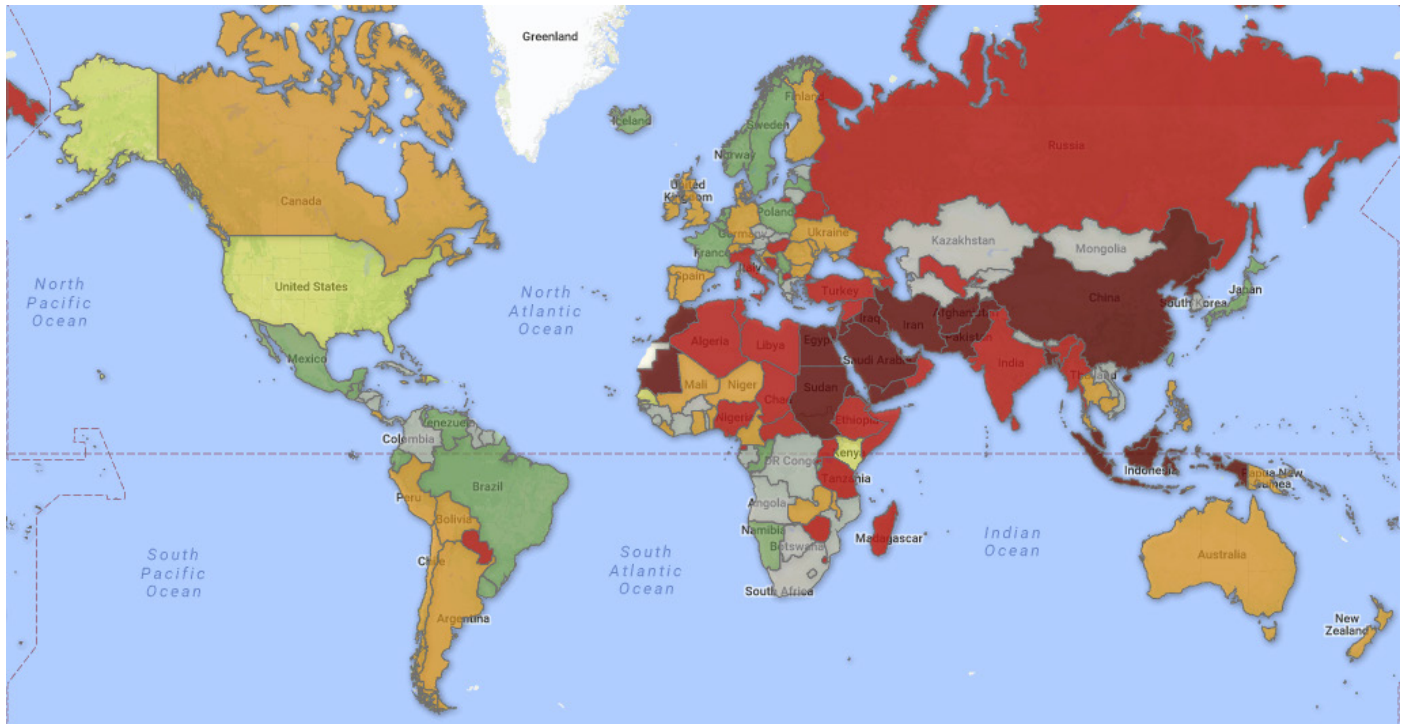 Greenland
Iceland
Finland
Sweden
Norway
Russia
Canada
United
Kingdom
Poland
Germany
Ukraine
France
Kazakhstan
Mongolia
North
Pacific
Ocean
United States
North
Atlantic
Ocean
Spain
Italy
Turkey
China
South Korea
Japan
Algeria
Libya
Egyp
Iraq
Iran
Afghanistan
Pakistan
Saudi Arab
India
Mexico
Mali
Niger
Chad
Sudan
Nigeria
Ethiopia
Venezuela
Colombia
DR Congo
Kenya
Tanzania
Indonesia
Papua New
Guinea
Brazil
Peru
Bolivia
Angola
Namibia
Botswana
Madagascar
Indian
Ocean
South
Pacific
Ocean
Chile
South
Atlantic
Ocean
South Africa
Australia
Argentina
New
Zealand